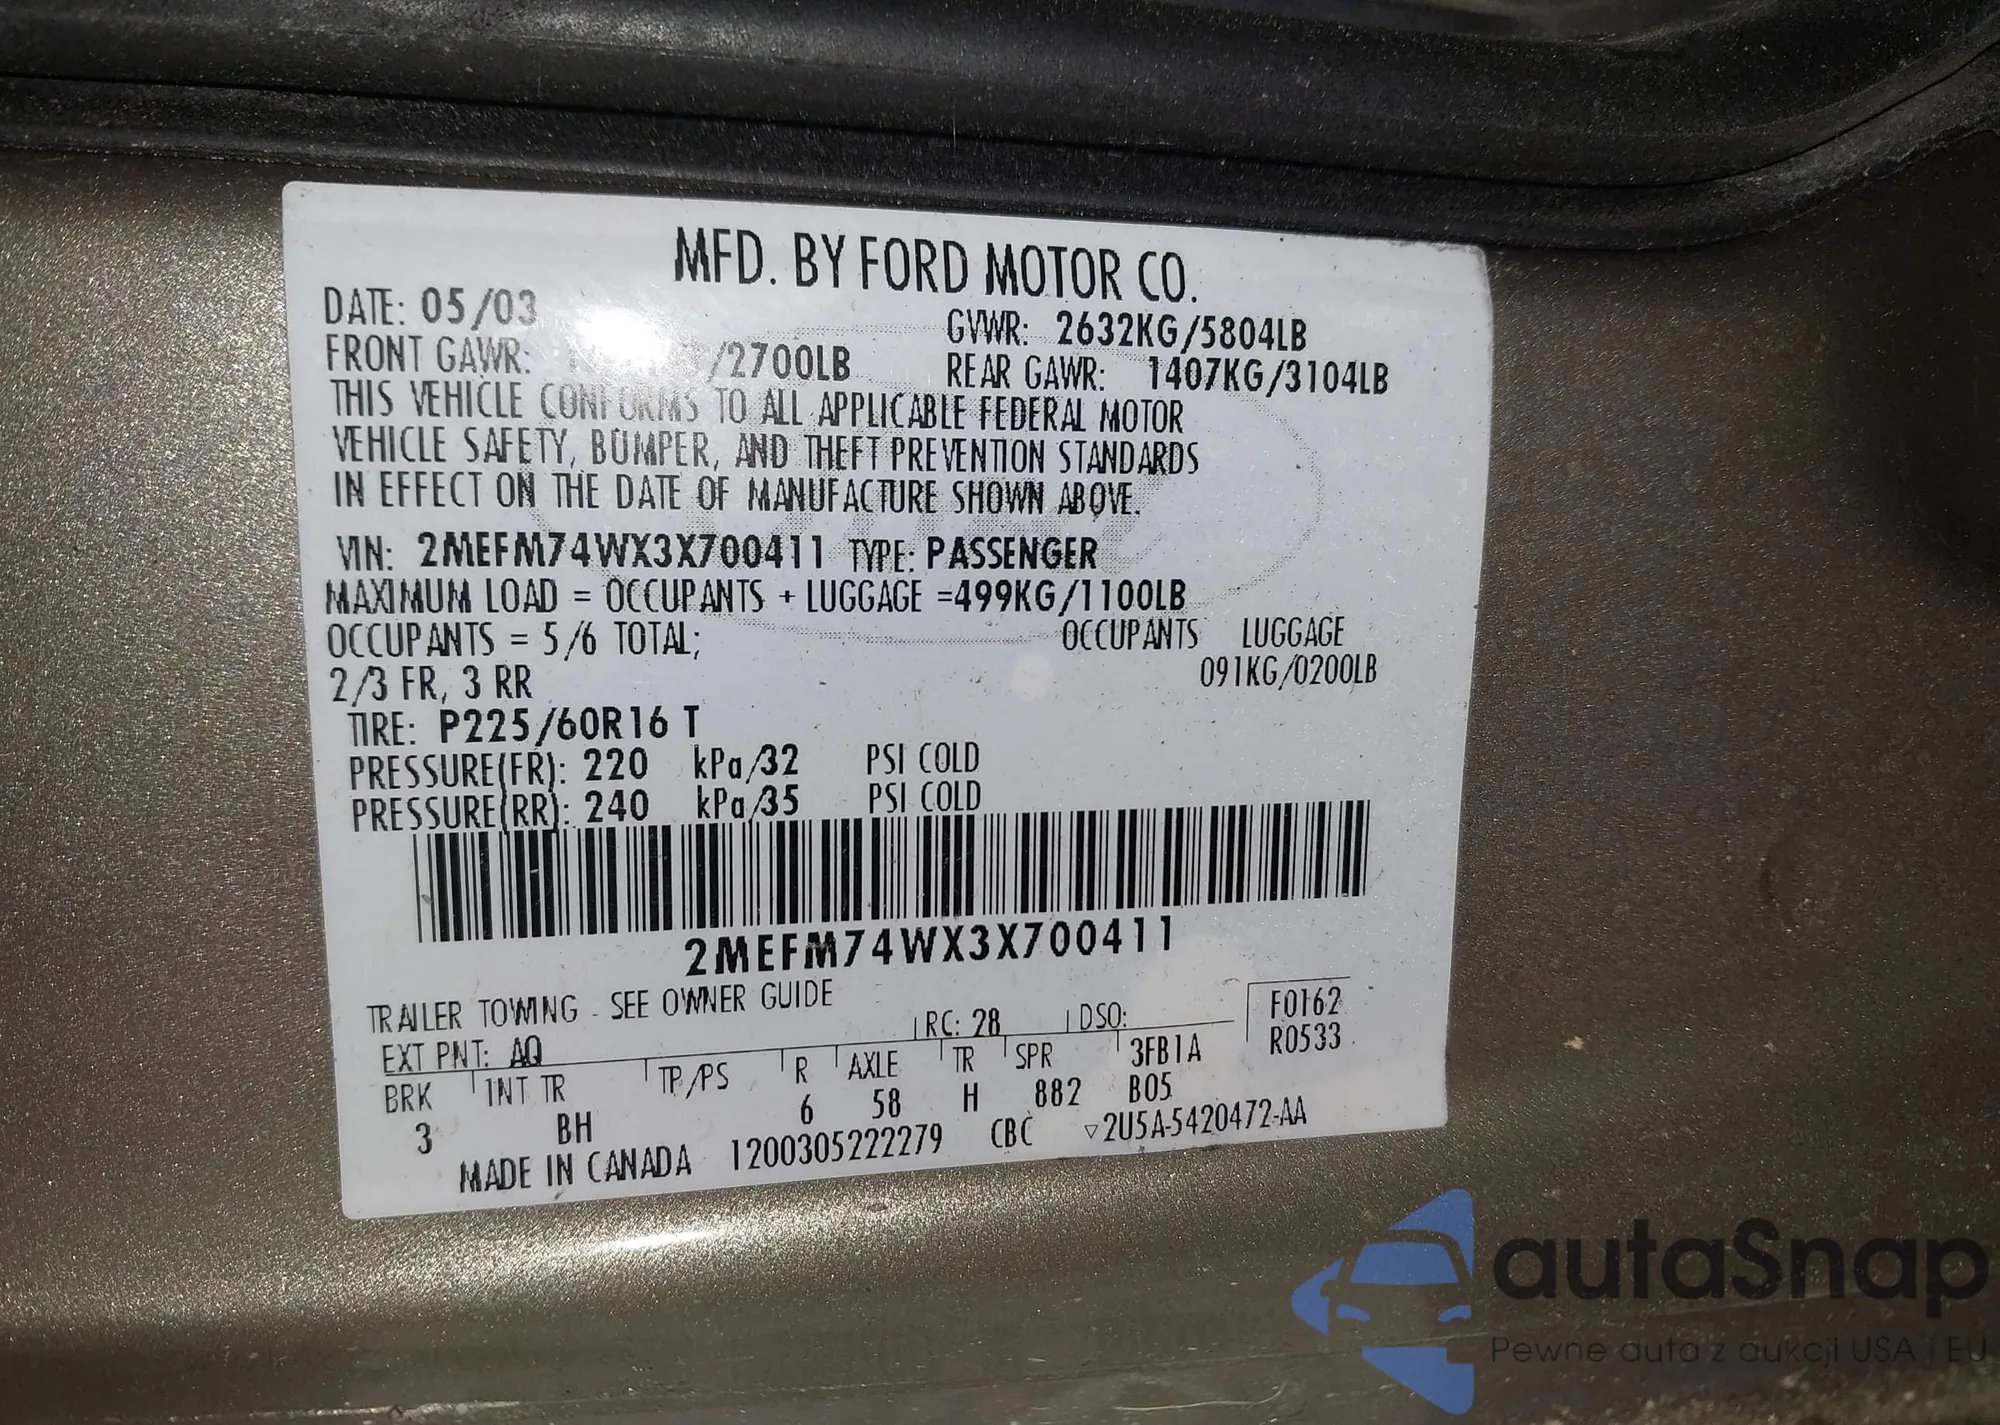 MFD. BY FORD MOTOR CO.
DATE: 05/03
GVWR: 2632KG/5804LB
FRONT GAWR: /2700LB
REAR GAWR: 1407KG/3104LB
THIS VEHICLE CONFORMS TO ALL APPLICABLE FEDERAL MOTOR
VEHICLE SAFETY, BUMPER, AND THEFT PREVENTION STANDARDS
IN EFFECT ON THE DATE OF MANUFACTURE SHOWN ABOVE.
VIN: 2MEFM74WX3X700411 TYPE: PASSENGER
MAXIMUM LOAD = OCCUPANTS + LUGGAGE =499KG/1100LB
OCCUPANTS = 5/6 TOTAL; OCCUPANTS LUGGAGE
2/3 FR, 3 RR 091KG/0200LB
TIRE: P225/60R16 T
PRESSURE(FR): 220 kPa/32 PSI COLD
PRESSURE(RR): 240 kPa/35 PSI COLD
2MEFM74WX3X700411
TRAILER TOWING - SEE OWNER GUIDE
EXT PNT: AQ RC: 28 DSO: F0162
R0533
BRK INT TR TP/PS R AXLE TR SPR 3FB1A
3 BH 6 58 H 882 B05
MADE IN CANADA 1200305222279 CBC ▽2U5A-5420472-AA
autaSnap
Pewne auta z aukcji USA i EU